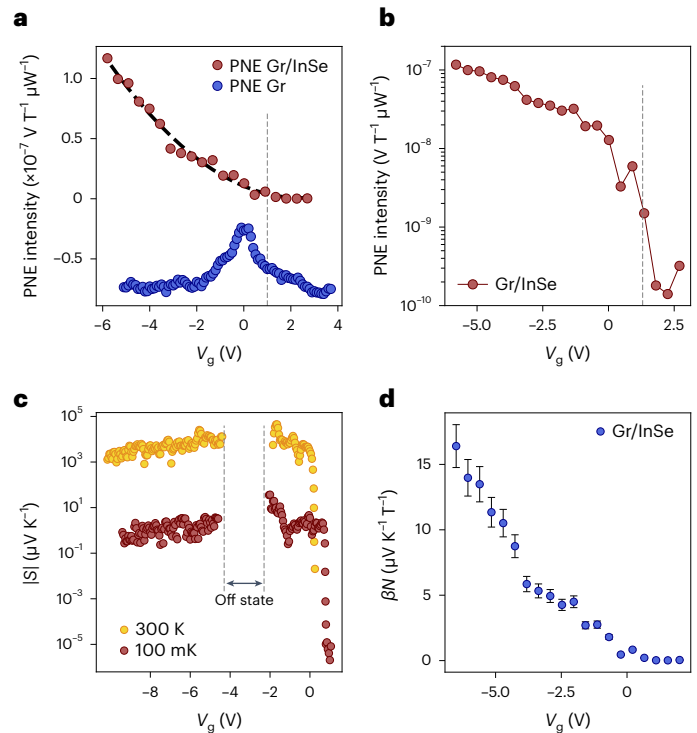 a
PNE intensity (×10⁻⁷ V T⁻¹ µW⁻¹)
1.0
0.5
0
−0.5
PNE Gr/InSe
PNE Gr
−6
−4
−2
0
2
4
Vg (V)
b
PNE intensity (V T⁻¹ µW⁻¹)
10⁻⁷
10⁻⁸
10⁻⁹
10⁻¹⁰
Gr/InSe
−5.0
−2.5
0
2.5
Vg (V)
c
|S| (µV K⁻¹)
10⁵
10³
10¹
10⁻¹
10⁻³
10⁻⁵
Off state
300 K
100 mK
−8
−6
−4
−2
0
Vg (V)
d
βN (µV K⁻¹ T⁻¹)
15
10
5
0
Gr/InSe
−5.0
−2.5
0
Vg (V)